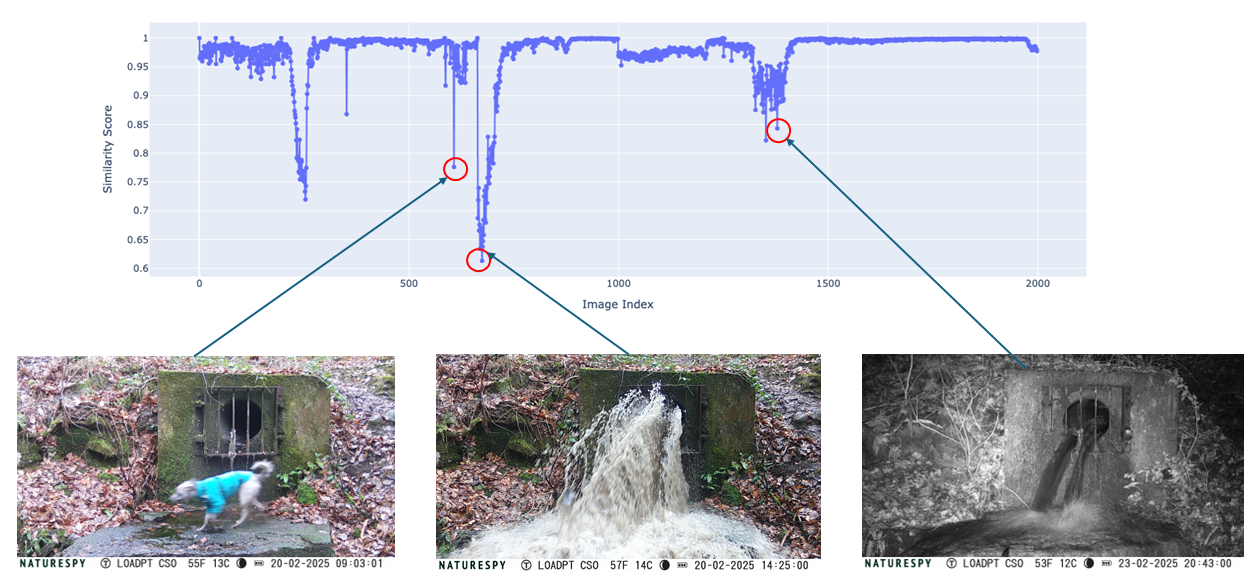 1
0.95
0.9
0.85
0.8
0.75
0.7
0.65
0.6
Similarity Score
0 500 1000 1500 2000
Image Index
NATURESPY T LOADPT CSO 55F 13C 20-02-2025 09:03:01
NATURESPY T LOADPT CSO 57F 14C 20-02-2025 14:25:00
NATURESPY T LOADPT CSO 53F 12C 23-02-2025 20:43:00